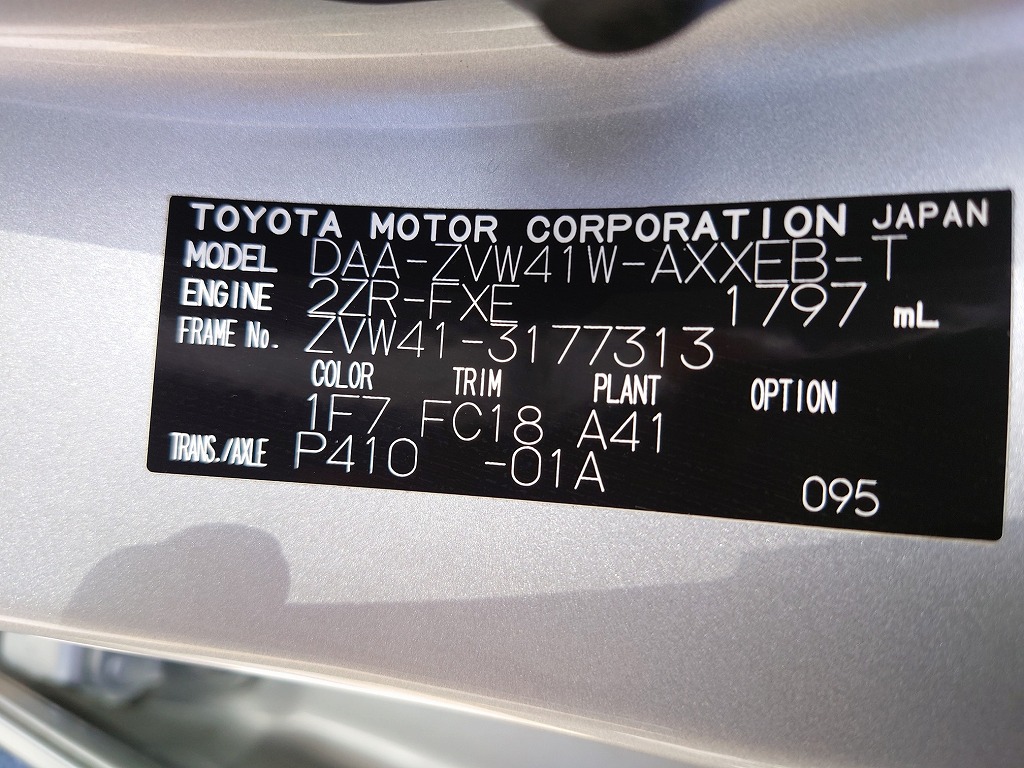 TOYOTA MOTOR CORPORATION JAPAN
MODEL DAA-ZVW41W-AXXEB-T
ENGINE 2ZR-FXE 1797 mL
FRAME No. ZVW41-3177313
COLOR TRIM PLANT OPTION
1F7 FC18 A41
TRANS./AXLE P410 -01A
095